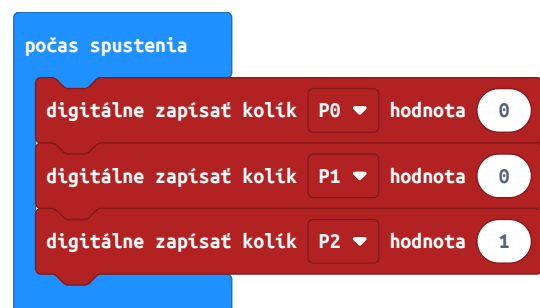 počas spustenia
digitálne zapísať kolík P0 hodnota 0
digitálne zapísať kolík P1 hodnota 0
digitálne zapísať kolík P2 hodnota 1